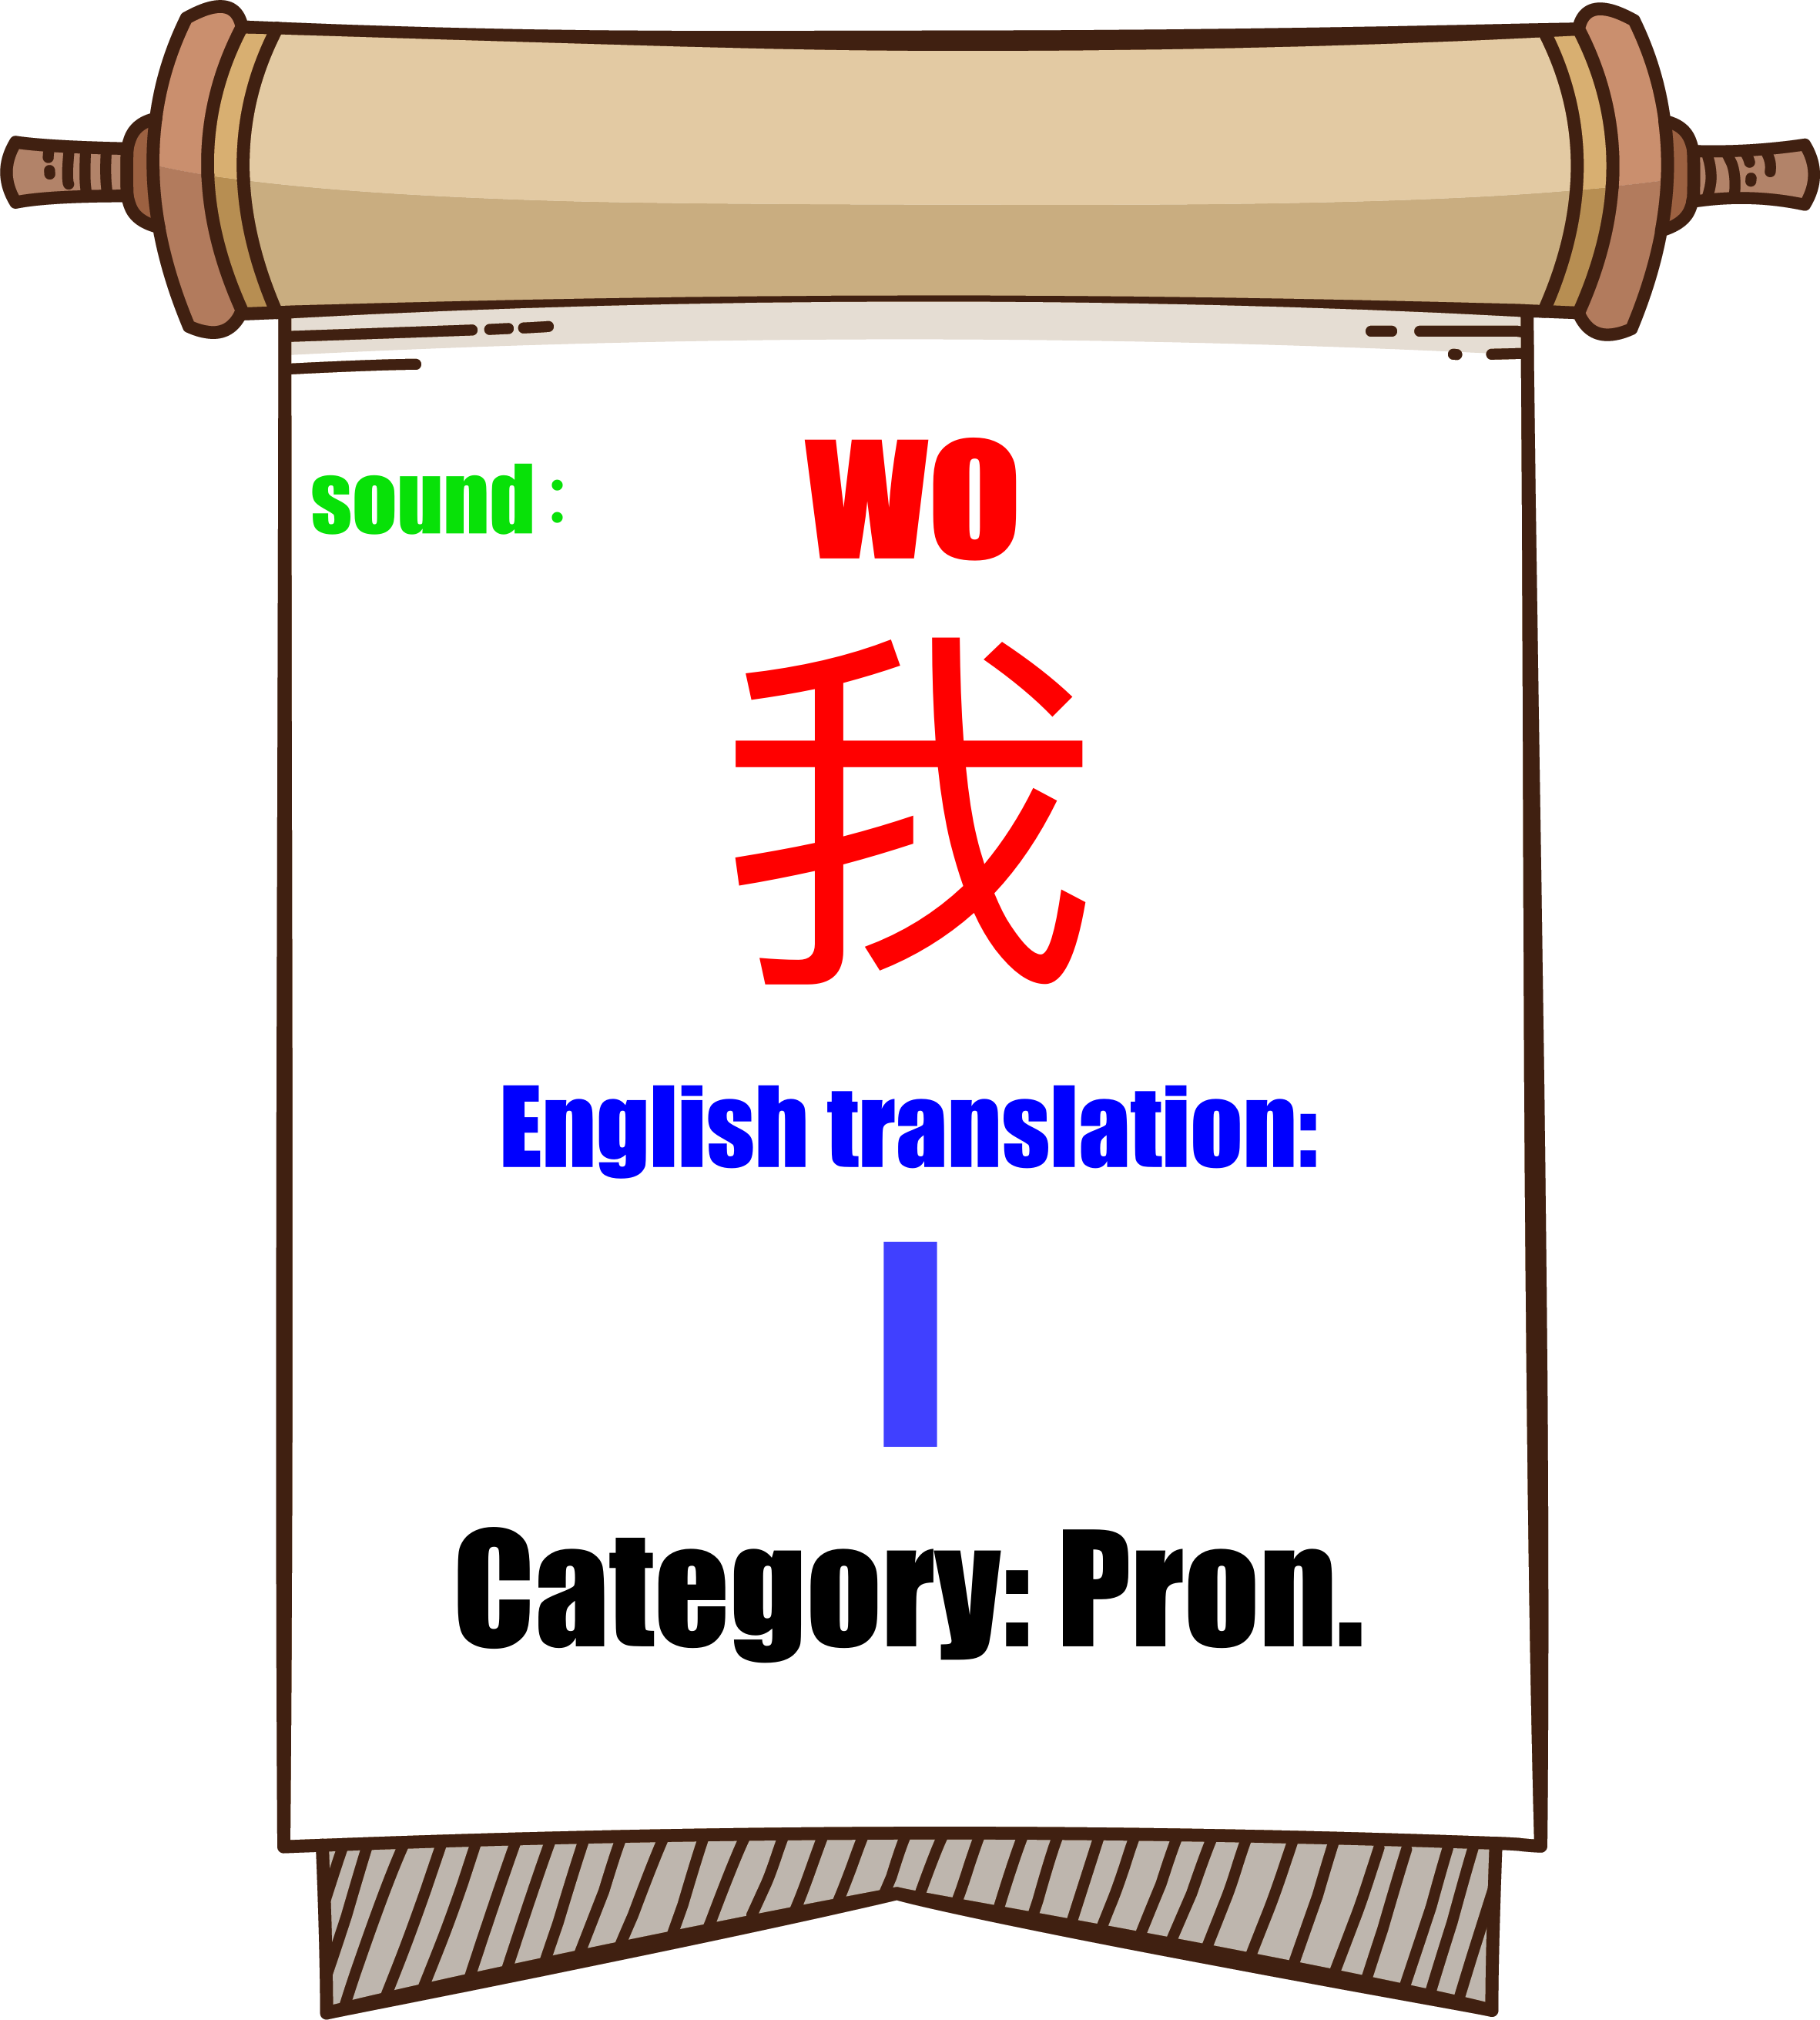 sound : WO
我
English translation:
I
Category: Pron.